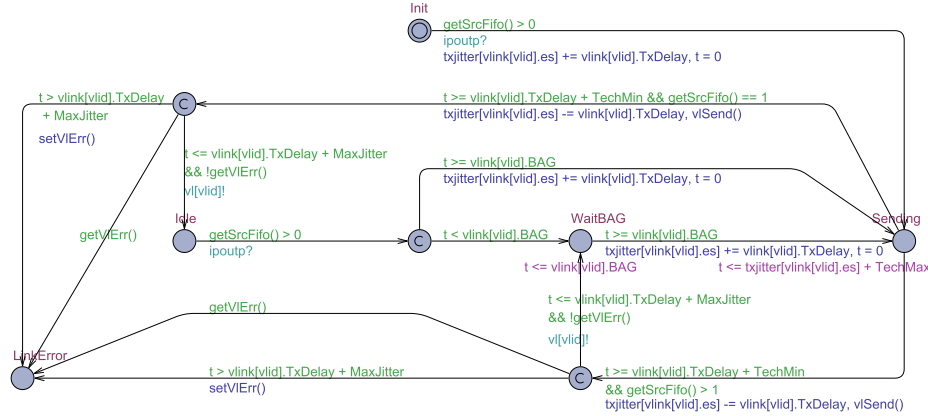 Init
getSrcFifo() > 0
ipoutp?
txjitter[vlink[vlid].es] += vlink[vlid].TxDelay, t = 0
t > vlink[vlid].TxDelay
+ MaxJitter
setVlErr()
C
t >= vlink[vlid].TxDelay + TechMin && getSrcFifo() == 1
txjitter[vlink[vlid].es] -= vlink[vlid].TxDelay, vlSend()
t <= vlink[vlid].TxDelay + MaxJitter
&& !getVlErr()
vl[vlid]!
t >= vlink[vlid].BAG
txjitter[vlink[vlid].es] += vlink[vlid].TxDelay, t = 0
getVlErr()
Idle
getSrcFifo() > 0
ipoutp?
C
t < vlink[vlid].BAG
WaitBAG
t <= vlink[vlid].BAG
t >= vlink[vlid].BAG
txjitter[vlink[vlid].es] += vlink[vlid].TxDelay, t = 0
Sending
t <= txjitter[vlink[vlid].es] + TechMax
getVlErr()
t <= vlink[vlid].TxDelay + MaxJitter
&& !getVlErr()
vl[vlid]!
LinkError
t > vlink[vlid].TxDelay + MaxJitter
setVlErr()
C
t >= vlink[vlid].TxDelay + TechMin
&& getSrcFifo() > 1
txjitter[vlink[vlid].es] -= vlink[vlid].TxDelay, vlSend()